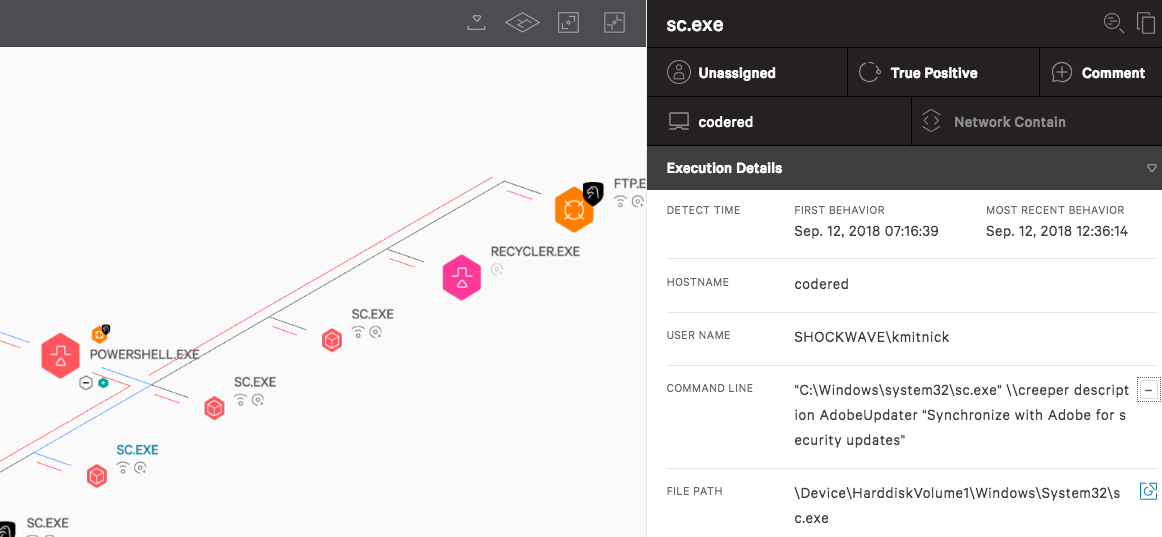 sc.exe
Unassigned
True Positive
Comment
codered
Network Contain
Execution Details
DETECT TIME
FIRST BEHAVIOR
MOST RECENT BEHAVIOR
Sep. 12, 2018 07:16:39
Sep. 12, 2018 12:36:14
HOSTNAME
codered
USER NAME
SHOCKWAVE\kmitnick
COMMAND LINE
"C:\Windows\system32\sc.exe" \\creeper descript
ion AdobeUpdater "Synchronize with Adobe for s
ecurity updates"
FILE PATH
\Device\HarddiskVolume1\Windows\System32\s
c.exe
FTP.E
RECYCLER.EXE
SC.EXE
POWERSHELL.EXE
SC.EXE
SC.EXE
SC.EXE